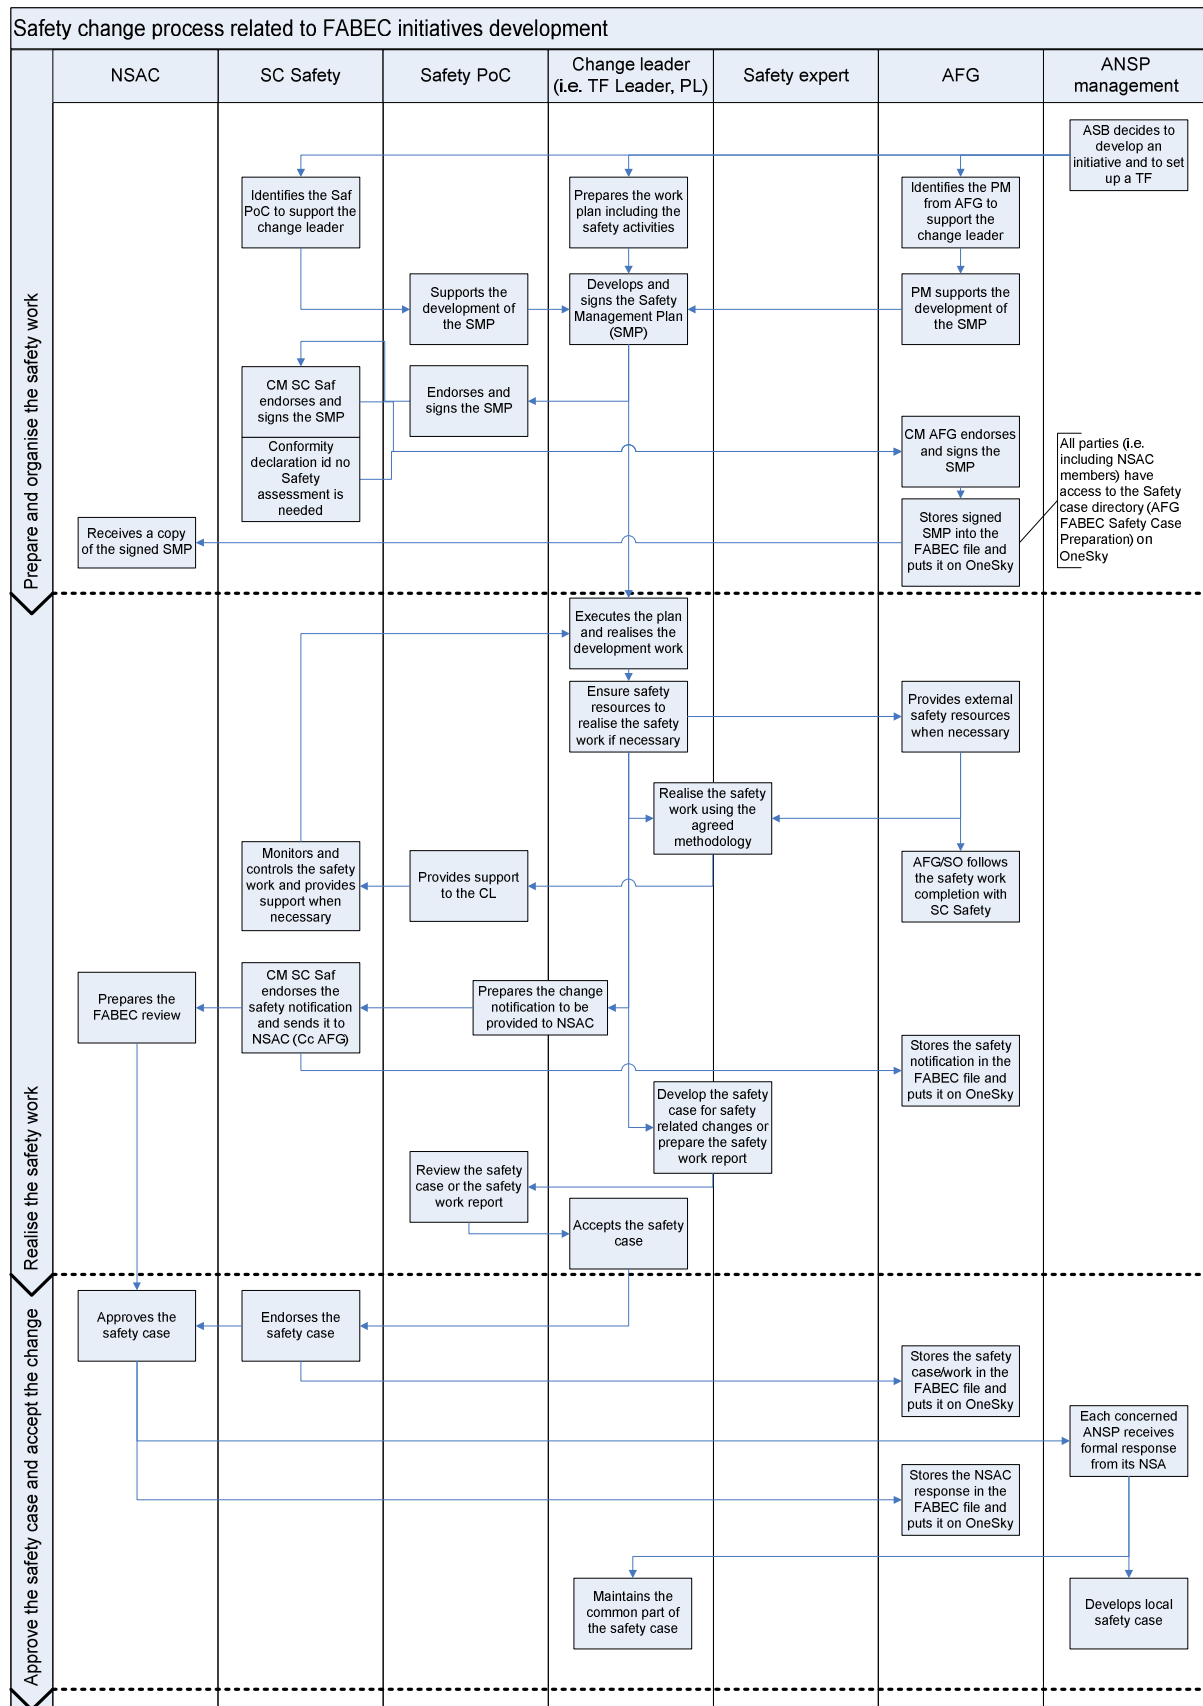 Safety change process related to FABEC initiatives development
NSAC
SC Safety
Safety PoC
Change leader
(i.e. TF Leader, PL)
Safety expert
AFG
ANSP
management
Prepare and organise the safety work
ASB decides to
develop an
initiative and to set
up a TF
Identifies the Saf
PoC to support the
change leader
Prepares the work
plan including the
safety activities
Identifies the PM
from AFG to
support the
change leader
Supports the
development of
the SMP
Develops and
signs the Safety
Management Plan
(SMP)
PM supports the
development of
the SMP
CM SC Saf
endorses and
signs the SMP
Endorses and
signs the SMP
Conformity
declaration id no
Safety
assessment is
needed
CM AFG endorses
and signs the
SMP
All parties (i.e.
including NSAC
members) have
access to the Safety
case directory (AFG
FABEC Safety Case
Preparation) on
OneSky
Receives a copy
of the signed SMP
Stores signed
SMP into the
FABEC file and
puts it on OneSky
Realise the safety work
Executes the plan
and realises the
development work
Ensure safety
resources to
realise the safety
work if necessary
Provides external
safety resources
when necessary
Realise the safety
work using the
agreed
methodology
Monitors and
controls the safety
work and provides
support when
necessary
Provides support
to the CL
AFG/SO follows
the safety work
completion with
SC Safety
Prepares the
FABEC review
CM SC Saf
endorses the
safety notification
and sends it to
NSAC (Cc AFG)
Prepares the change
notification to be
provided to NSAC
Stores the safety
notification in the
FABEC file and
puts it on OneSky
Develop the safety
case for safety
related changes or
prepare the safety
work report
Review the safety
case or the safety
work report
Accepts the safety
case
Approve the safety case and accept the change
Approves the
safety case
Endorses the
safety case
Stores the safety
case/work in the
FABEC file and
puts it on OneSky
Each concerned
ANSP receives
formal response
from its NSA
Stores the NSAC
response in the
FABEC file and
puts it on OneSky
Maintains the
common part of
the safety case
Develops local
safety case